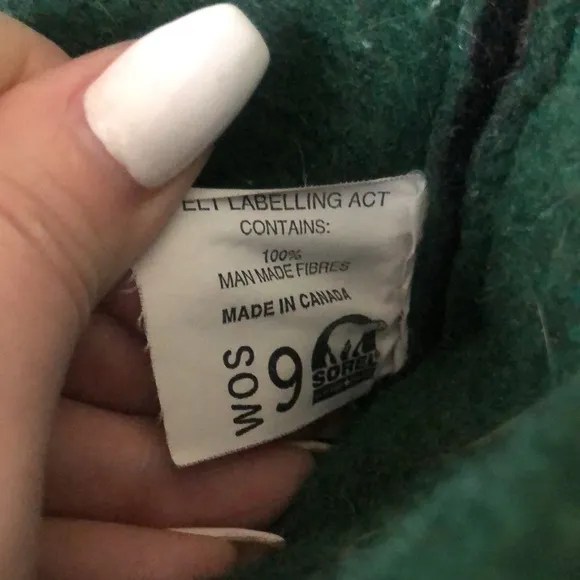 ELT LABELLING ACT
CONTAINS:
100%
MAN MADE FIBRES
MADE IN CANADA
WOS 9
SOREL